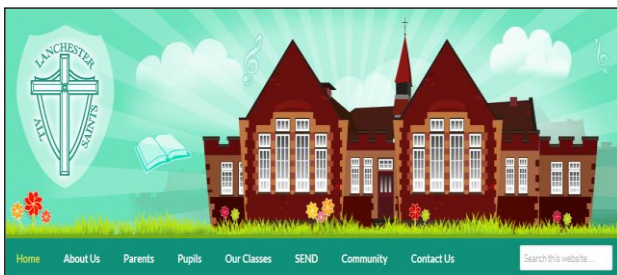 LANCHESTER
ALL SAINTS
Home About Us Parents Pupils Our Classes SEND Community Contact Us Search this website...